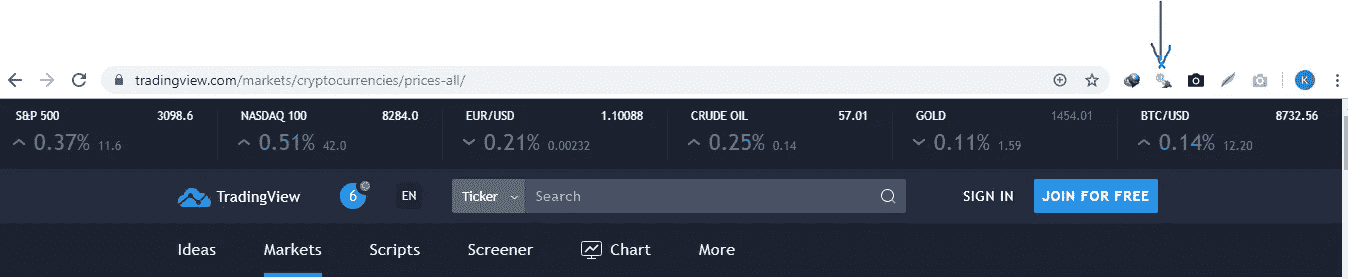 tradingview.com/markets/cryptocurrencies/prices-all/
K
S&P 500 3098.6 NASDAQ 100 8284.0 EUR/USD 1.10088 CRUDE OIL 57.01 GOLD 1454.01 BTC/USD 8732.56
0.37% 11.6 0.51% 42.0 0.21% 0.00232 0.25% 0.14 0.11% 1.59 0.14% 12.20
TradingView 6 EN Ticker Search SIGN IN JOIN FOR FREE
Ideas Markets Scripts Screener Chart More